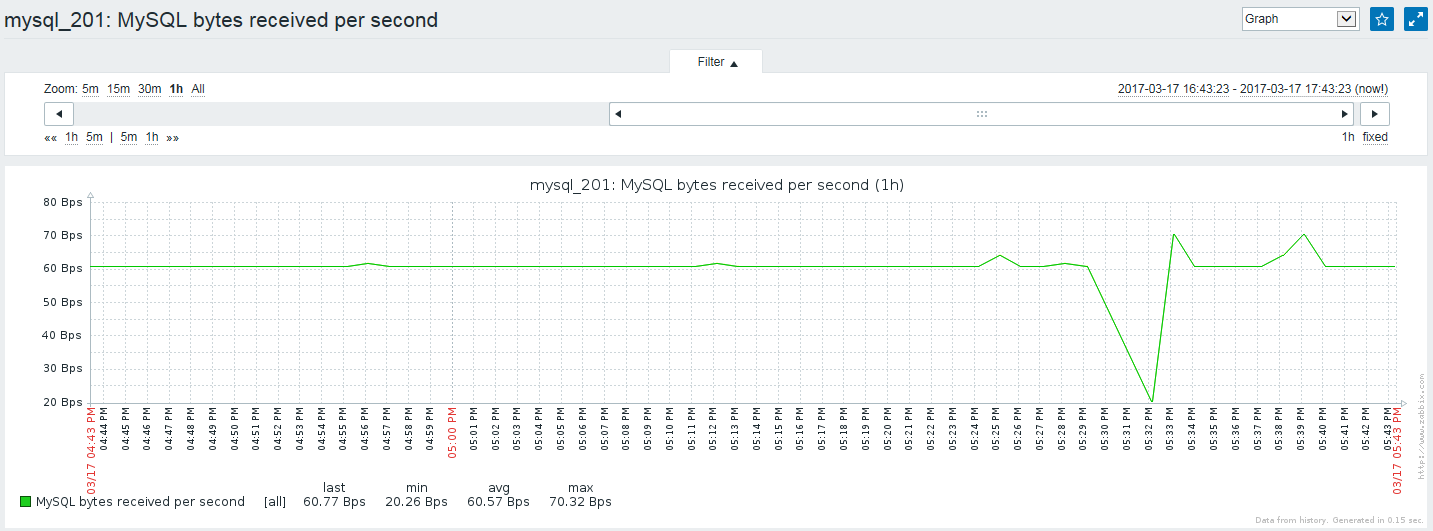 mysql_201: MySQL bytes received per second
Graph
Filter ▲
Zoom: 5m 15m 30m 1h All
2017-03-17 16:43:23 - 2017-03-17 17:43:23 (now!)
«« 1h 5m | 5m 1h »»
1h fixed
mysql_201: MySQL bytes received per second (1h)
80 Bps
70 Bps
60 Bps
50 Bps
40 Bps
30 Bps
20 Bps
03/17 04:43 PM
04:44 PM
04:45 PM
04:46 PM
04:47 PM
04:48 PM
04:49 PM
04:50 PM
04:51 PM
04:52 PM
04:53 PM
04:54 PM
04:55 PM
04:56 PM
04:57 PM
04:58 PM
04:59 PM
05:00 PM
05:01 PM
05:02 PM
05:03 PM
05:04 PM
05:05 PM
05:06 PM
05:07 PM
05:08 PM
05:09 PM
05:10 PM
05:11 PM
05:12 PM
05:13 PM
05:14 PM
05:15 PM
05:16 PM
05:17 PM
05:18 PM
05:19 PM
05:20 PM
05:21 PM
05:22 PM
05:23 PM
05:24 PM
05:25 PM
05:26 PM
05:27 PM
05:28 PM
05:29 PM
05:30 PM
05:31 PM
05:32 PM
05:33 PM
05:34 PM
05:35 PM
05:36 PM
05:37 PM
05:38 PM
05:39 PM
05:40 PM
05:41 PM
05:42 PM
05:43 PM
03/17 05:43 PM
http://www.zabbix.com
last min avg max
MySQL bytes received per second [all] 60.77 Bps 20.26 Bps 60.57 Bps 70.32 Bps
Data from history. Generated in 0.15 sec.